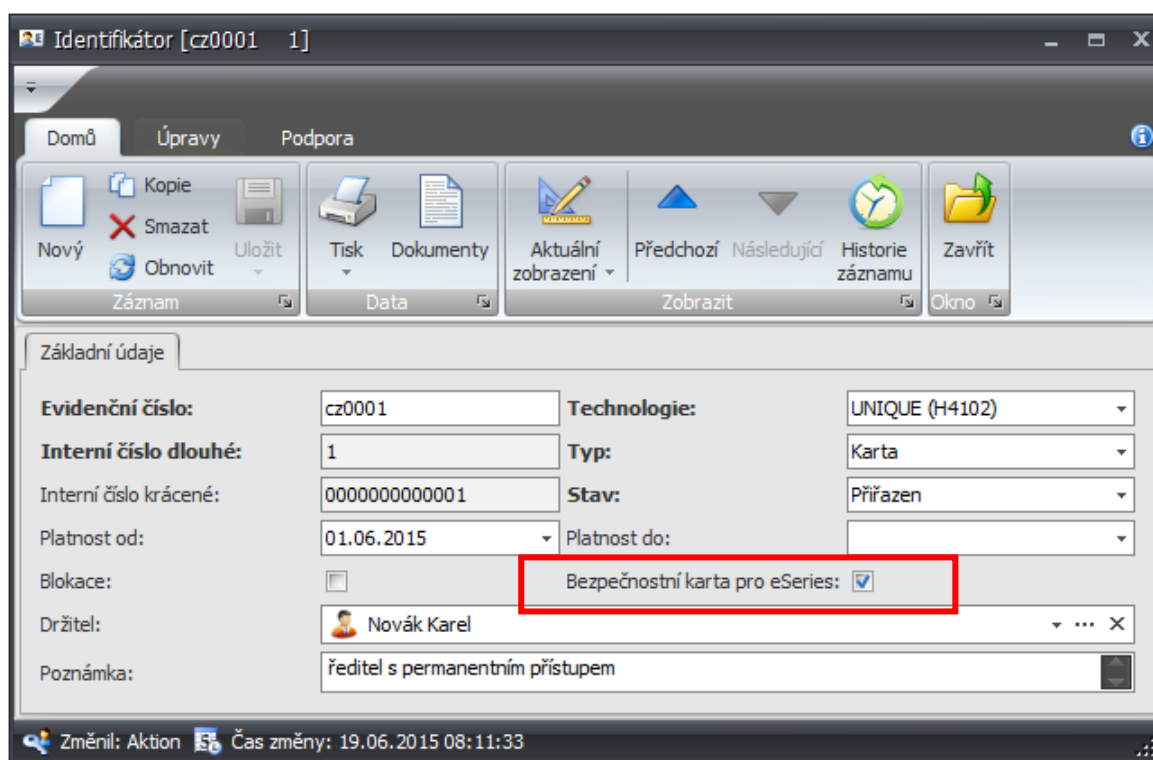 Identifikátor [cz0001 1]
Domů Úpravy Podpora
Nový Kopie Smazat Obnovit Uložit
Tisk Dokumenty
Aktuální zobrazení Předchozí Následující Historie záznamu
Zavřít
Záznam Data Zobrazit Okno
Základní údaje
Evidenční číslo: cz0001 Technologie: UNIQUE (H4102)
Interní číslo dlouhé: 1 Typ: Karta
Interní číslo krácené: 0000000000001 Stav: Přiřazen
Platnost od: 01.06.2015 Platnost do:
Blokace: Bezpečnostní karta pro eSeries:
Držitel: Novák Karel
Poznámka: ředitel s permanentním přístupem
Změnil: Aktion Čas změny: 19.06.2015 08:11:33